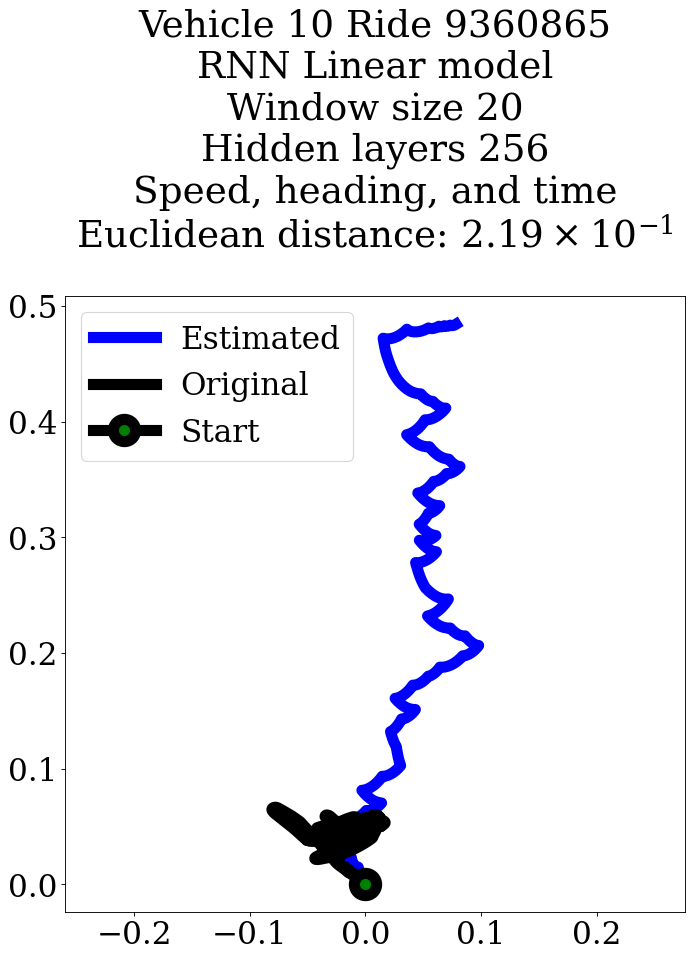 Vehicle 10 Ride 9360865
RNN Linear model
Window size 20
Hidden layers 256
Speed, heading, and time
Euclidean distance: 2.19 × 10⁻¹
Estimated
Original
Start
0.5
0.4
0.3
0.2
0.1
0.0
−0.2
−0.1
0.0
0.1
0.2